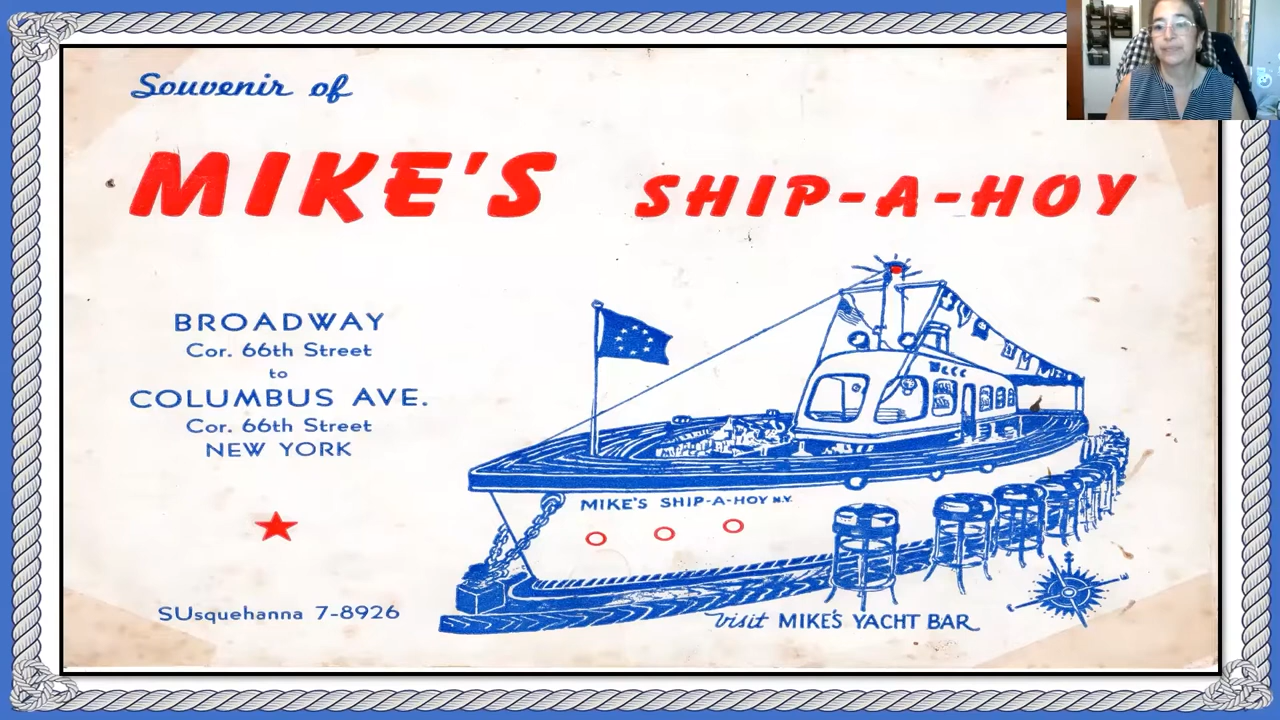 Souvenir of
MIKE'S SHIP-A-HOY
BROADWAY
Cor. 66th Street
to
COLUMBUS AVE.
Cor. 66th Street
NEW YORK
SUsquehanna 7-8926
MIKE'S SHIP-A-HOY N.Y.
visit MIKE'S YACHT BAR